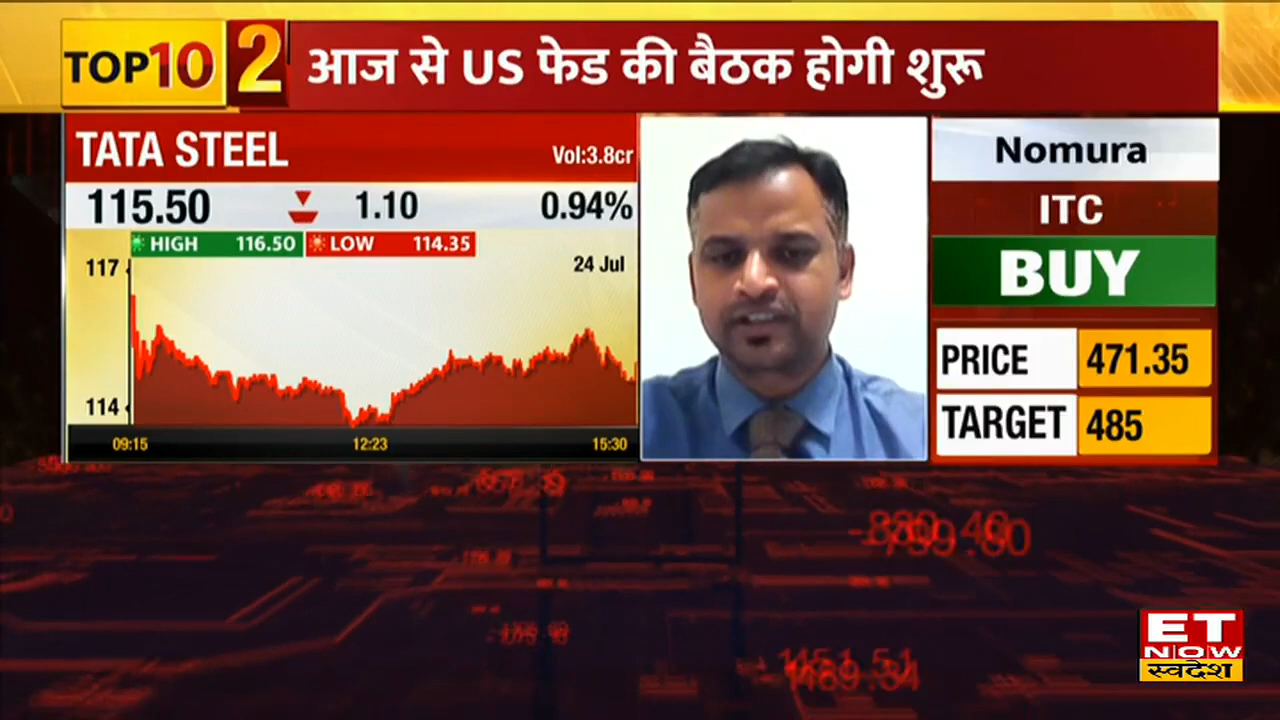 TOP10 2 आज से US फेड की बैठक होगी शुरू
TATA STEEL Vol:3.8cr
115.50 1.10 0.94%
HIGH 116.50 LOW 114.35
24 Jul
117
114
09:15 12:23 15:30
Nomura
ITC
BUY
PRICE 471.35
TARGET 485
ET
NOW
स्वदेश